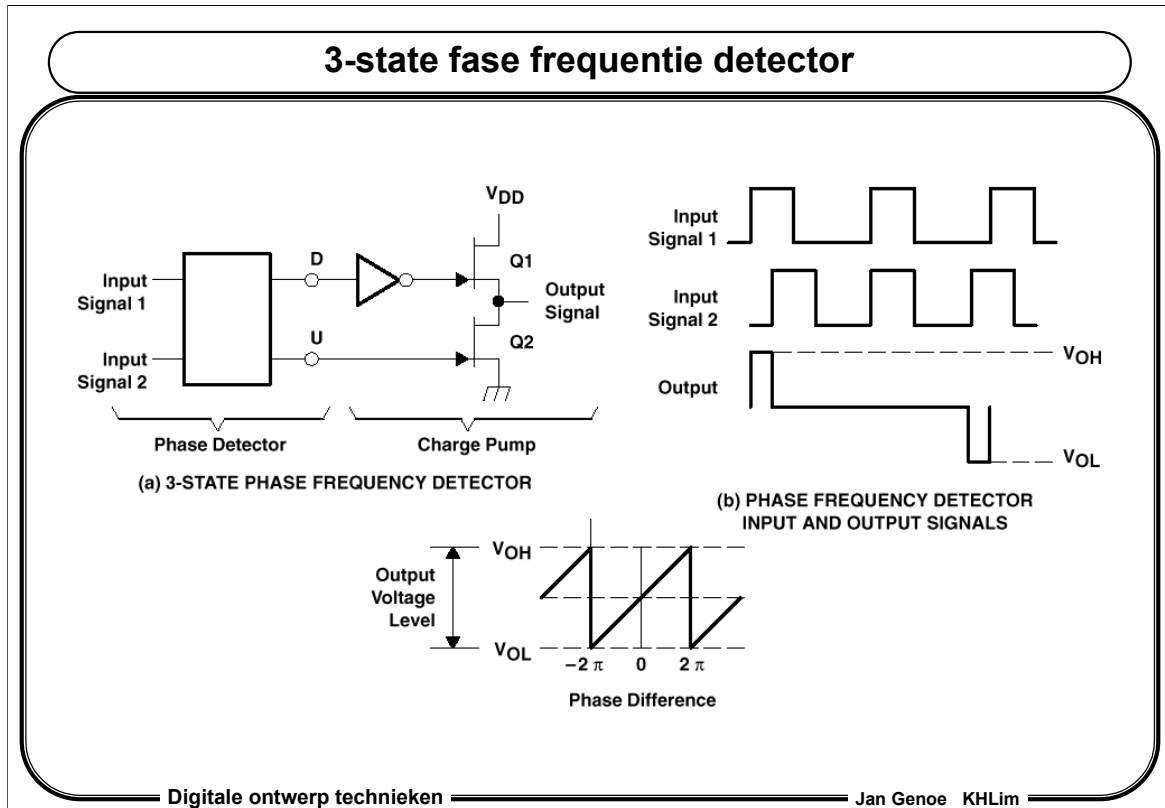 3-state fase frequentie detector
VDD
D
Q1
Input
Signal 1
Output
Signal
U
Q2
Input
Signal 2
Phase Detector
Charge Pump
(a) 3-STATE PHASE FREQUENCY DETECTOR
Input
Signal 1
Input
Signal 2
VOH
Output
VOL
(b) PHASE FREQUENCY DETECTOR
INPUT AND OUTPUT SIGNALS
VOH
Output
Voltage
Level
VOL
−2 π 0 2 π
Phase Difference
Digitale ontwerp technieken
Jan Genoe KHLim